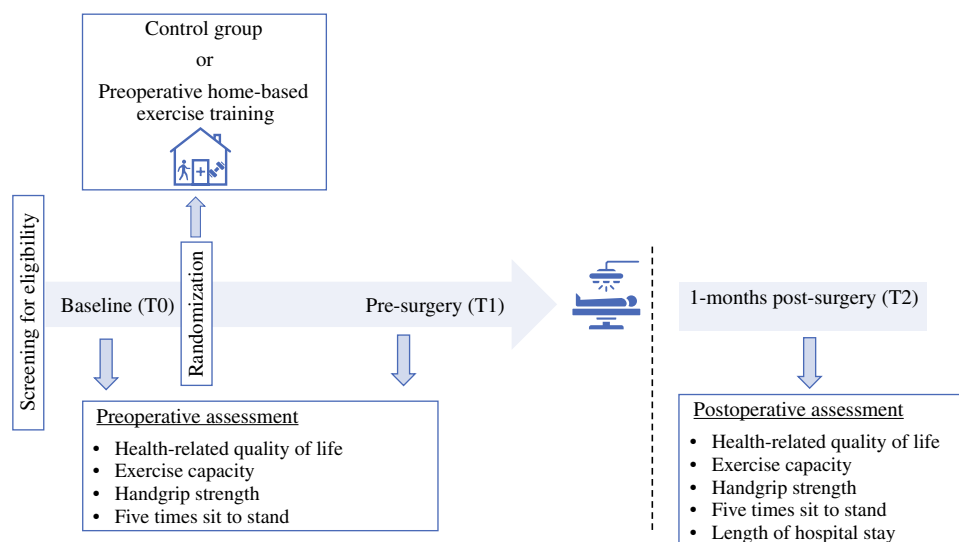 Control group
or
Preoperative home-based
exercise training
Screening for eligibility
Baseline (T0)
Randomization
Pre-surgery (T1)
1-months post-surgery (T2)
Preoperative assessment
• Health-related quality of life
• Exercise capacity
• Handgrip strength
• Five times sit to stand
Postoperative assessment
• Health-related quality of life
• Exercise capacity
• Handgrip strength
• Five times sit to stand
• Length of hospital stay